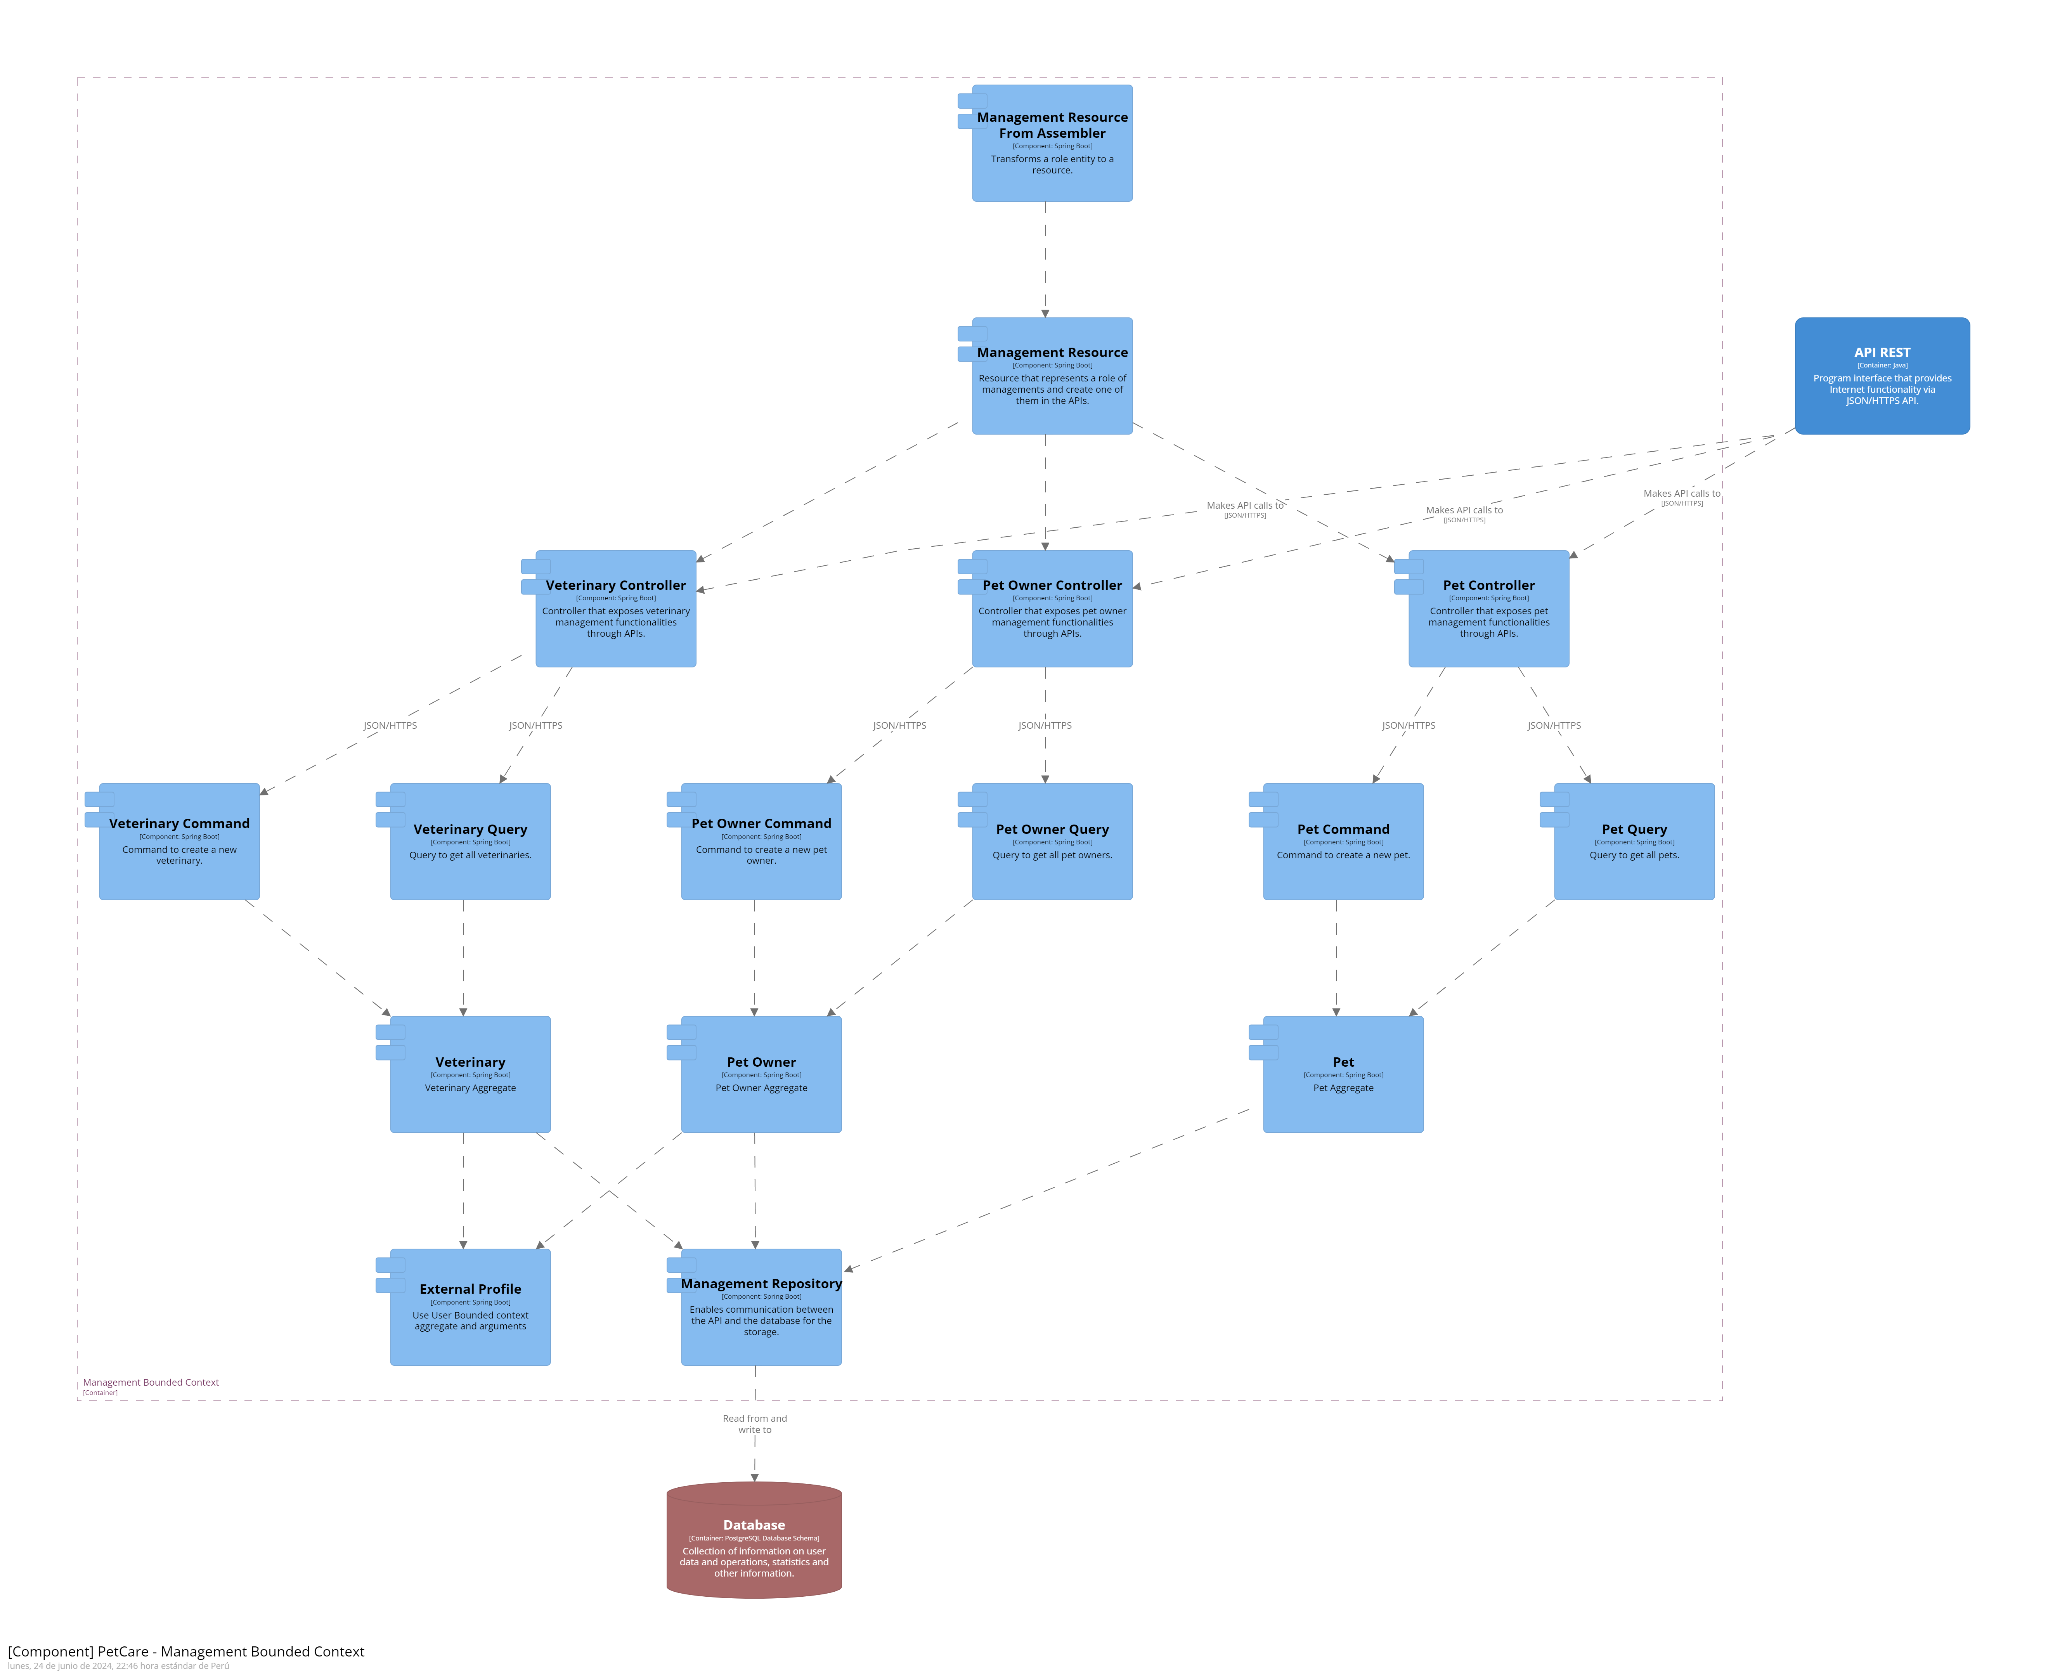 Management Resource
From Assembler
[Component: Spring Boot]
Transforms a role entity to a
resource.
Management Resource
[Component: Spring Boot]
Resource that represents a role of
managements and create one of
them in the APIs.
API REST
[Container: Java]
Program interface that provides
Internet functionality via
JSON/HTTPS API.
Makes API calls to
[JSON/HTTPS]
Makes API calls to
[JSON/HTTPS]
Makes API calls to
[JSON/HTTPS]
Veterinary Controller
[Component: Spring Boot]
Controller that exposes veterinary
management functionalities
through APIs.
Pet Owner Controller
[Component: Spring Boot]
Controller that exposes pet owner
management functionalities
through APIs.
Pet Controller
[Component: Spring Boot]
Controller that exposes pet
management functionalities
through APIs.
JSON/HTTPS
JSON/HTTPS
JSON/HTTPS
JSON/HTTPS
JSON/HTTPS
JSON/HTTPS
Veterinary Command
[Component: Spring Boot]
Command to create a new
veterinary.
Veterinary Query
[Component: Spring Boot]
Query to get all veterinaries.
Pet Owner Command
[Component: Spring Boot]
Command to create a new pet
owner.
Pet Owner Query
[Component: Spring Boot]
Query to get all pet owners.
Pet Command
[Component: Spring Boot]
Command to create a new pet.
Pet Query
[Component: Spring Boot]
Query to get all pets.
Veterinary
[Component: Spring Boot]
Veterinary Aggregate
Pet Owner
[Component: Spring Boot]
Pet Owner Aggregate
Pet
[Component: Spring Boot]
Pet Aggregate
External Profile
[Component: Spring Boot]
Use User Bounded context
aggregate and arguments
Management Repository
[Component: Spring Boot]
Enables communication between
the API and the database for the
storage.
Management Bounded Context
[Container]
Read from and
write to
Database
[Container: PostgreSQL Database Schema]
Collection of information on user
data and operations, statistics and
other information.
[Component] PetCare - Management Bounded Context
lunes, 24 de junio de 2024, 22:46 hora estándar de Perú